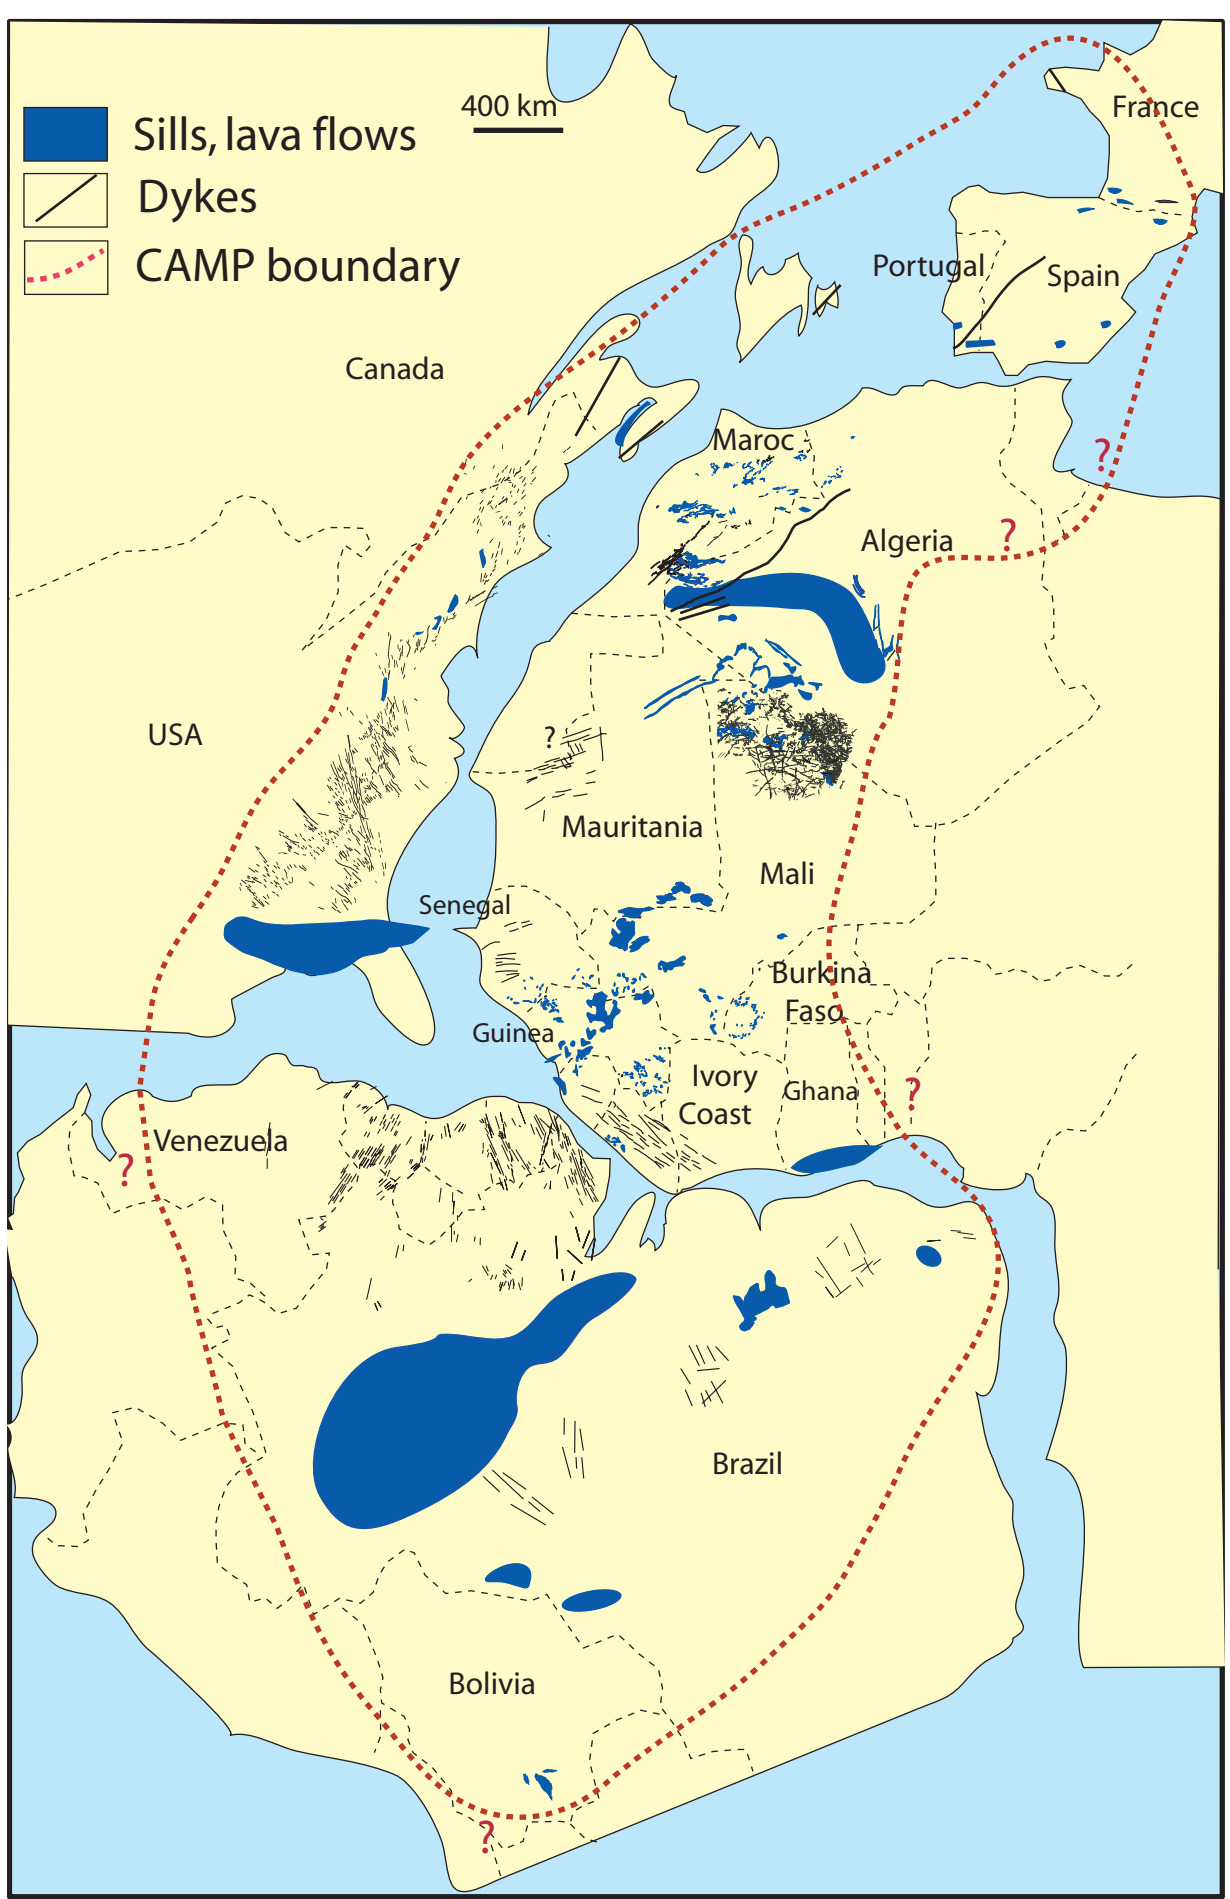 400 km
France
Sills, lava flows
Dykes
CAMP boundary
Portugal
Spain
Canada
Maroc
?
?
Algeria
USA
?
Mauritania
Mali
Senegal
Burkina
Faso
Guinea
Ivory
Coast
Ghana
?
Venezuela
?
Brazil
Bolivia
?